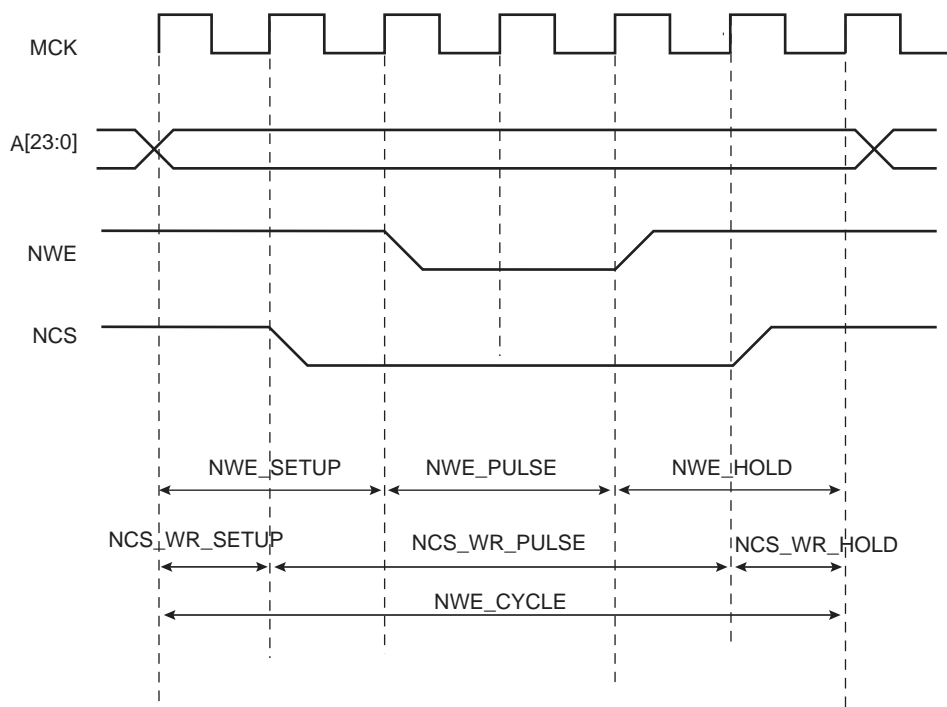 MCK
A[23:0]
NWE
NCS
NWE_SETUP NWE_PULSE NWE_HOLD
NCS_WR_SETUP NCS_WR_PULSE NCS_WR_HOLD
NWE_CYCLE